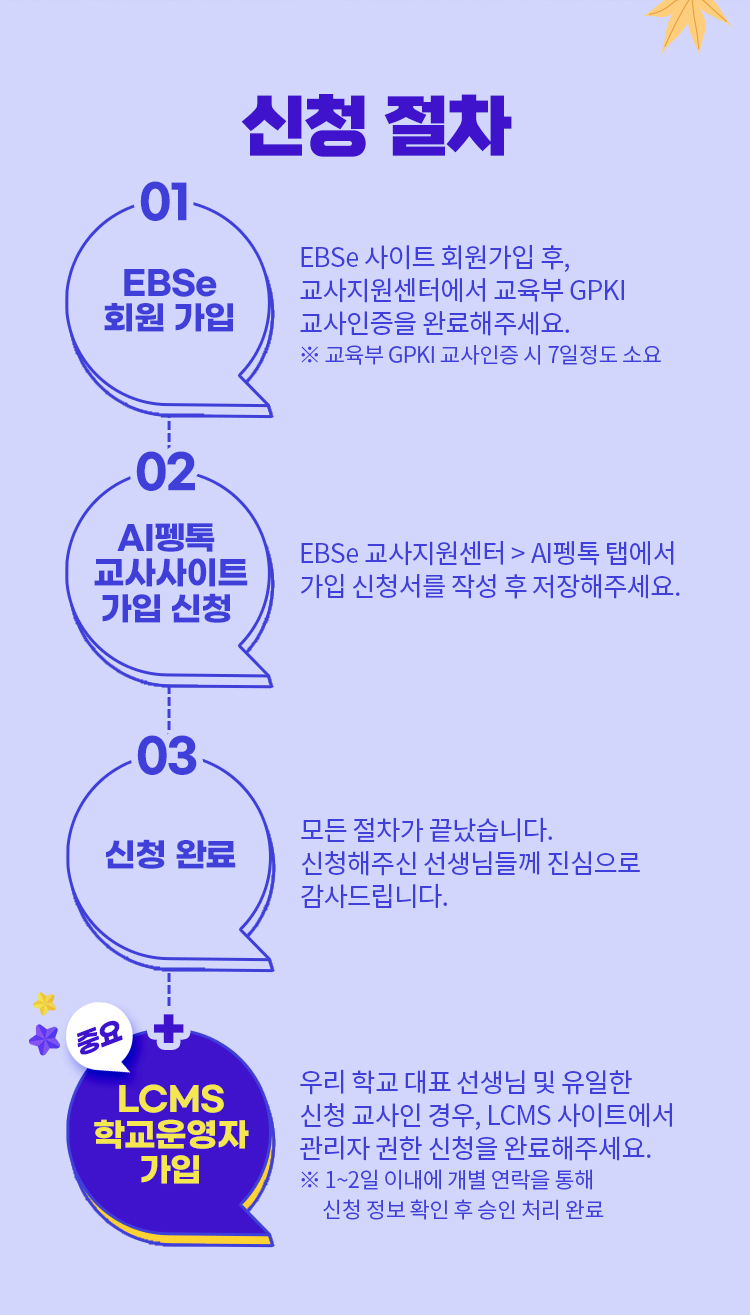 신청 절차
01
EBSe
회원 가입
EBSe 사이트 회원가입 후,
교사지원센터에서 교육부 GPKI
교사인증을 완료해주세요.
※ 교육부 GPKI 교사인증 시 7일정도 소요
02
AI펭톡
교사사이트
가입 신청
EBSe 교사지원센터 > AI펭톡 탭에서
가입 신청서를 작성 후 저장해주세요.
03
신청 완료
모든 절차가 끝났습니다.
신청해주신 선생님들께 진심으로
감사드립니다.
중요
+
LCMS
학교운영자
가입
우리 학교 대표 선생님 및 유일한
신청 교사인 경우, LCMS 사이트에서
관리자 권한 신청을 완료해주세요.
※ 1~2일 이내에 개별 연락을 통해
신청 정보 확인 후 승인 처리 완료